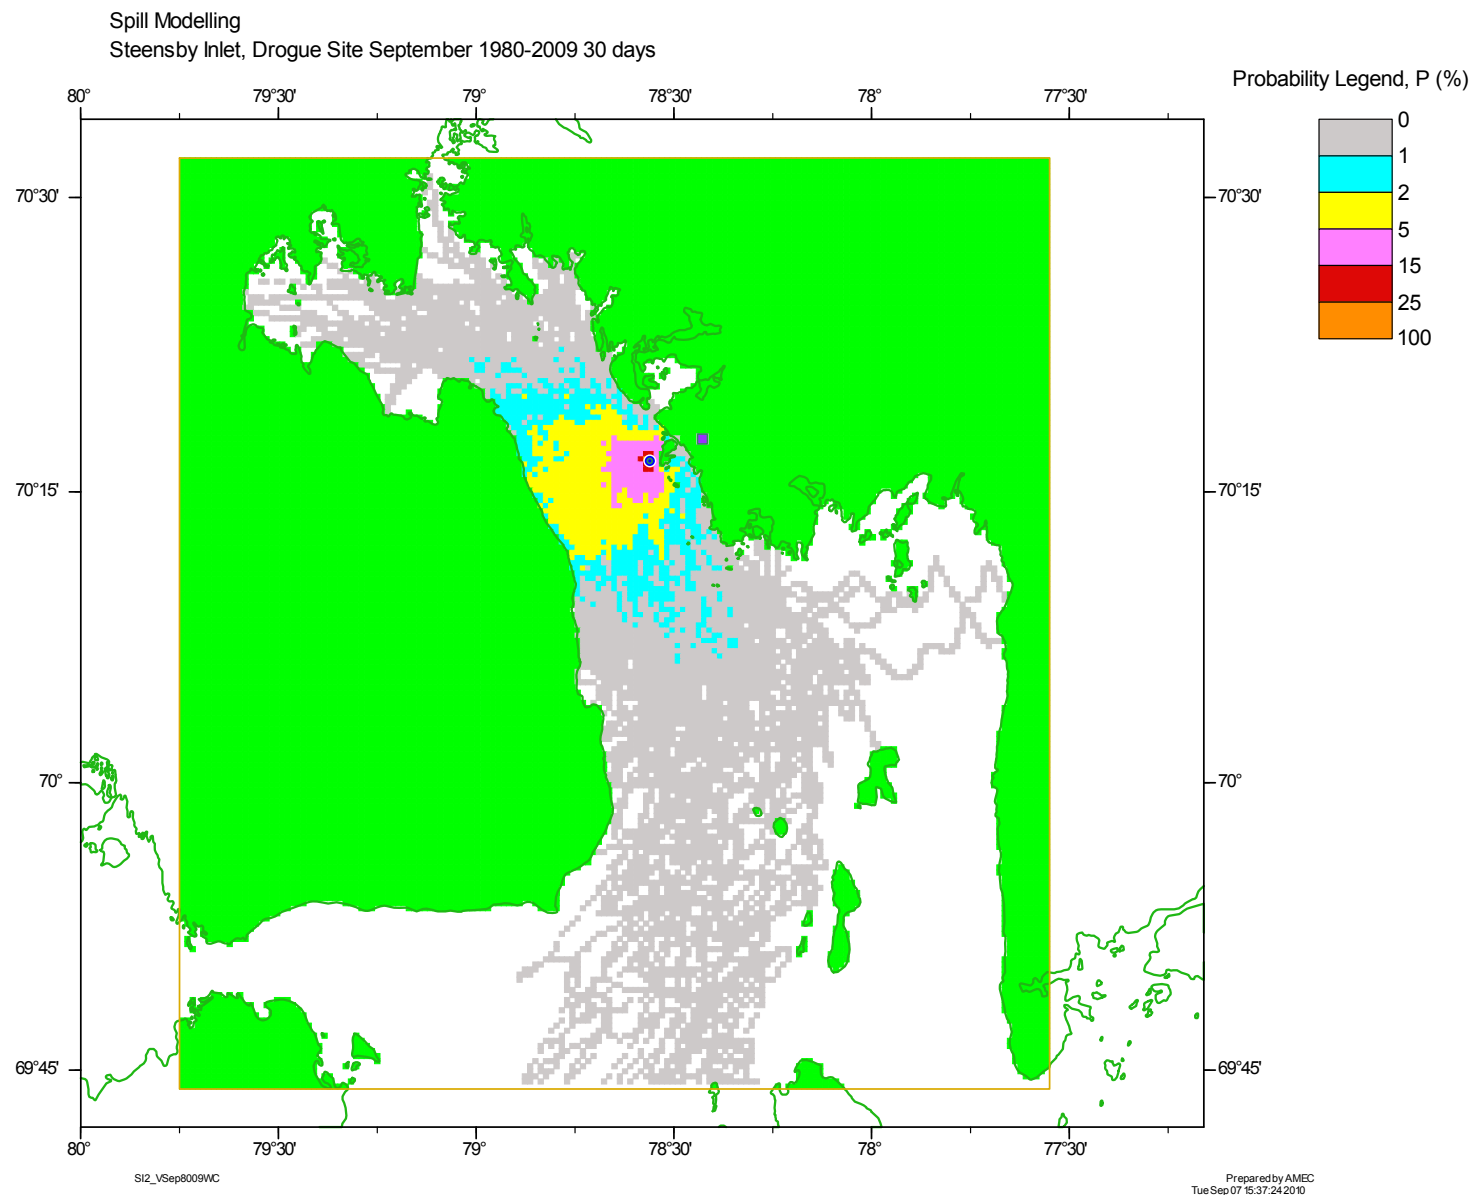 Spill Modelling
Steensby Inlet, Drogue Site September 1980-2009 30 days
Probability Legend, P (%)
80° 79°30' 79° 78°30' 78° 77°30'
0
1
2
5
15
25
100
70°30' 70°30'
70°15' 70°15'
70° 70°
69°45' 69°45'
80° 79°30' 79° 78°30' 78° 77°30'
SI2_VSep8009WC
Prepared by AMEC
Tue Sep 07 15:37:24 2010